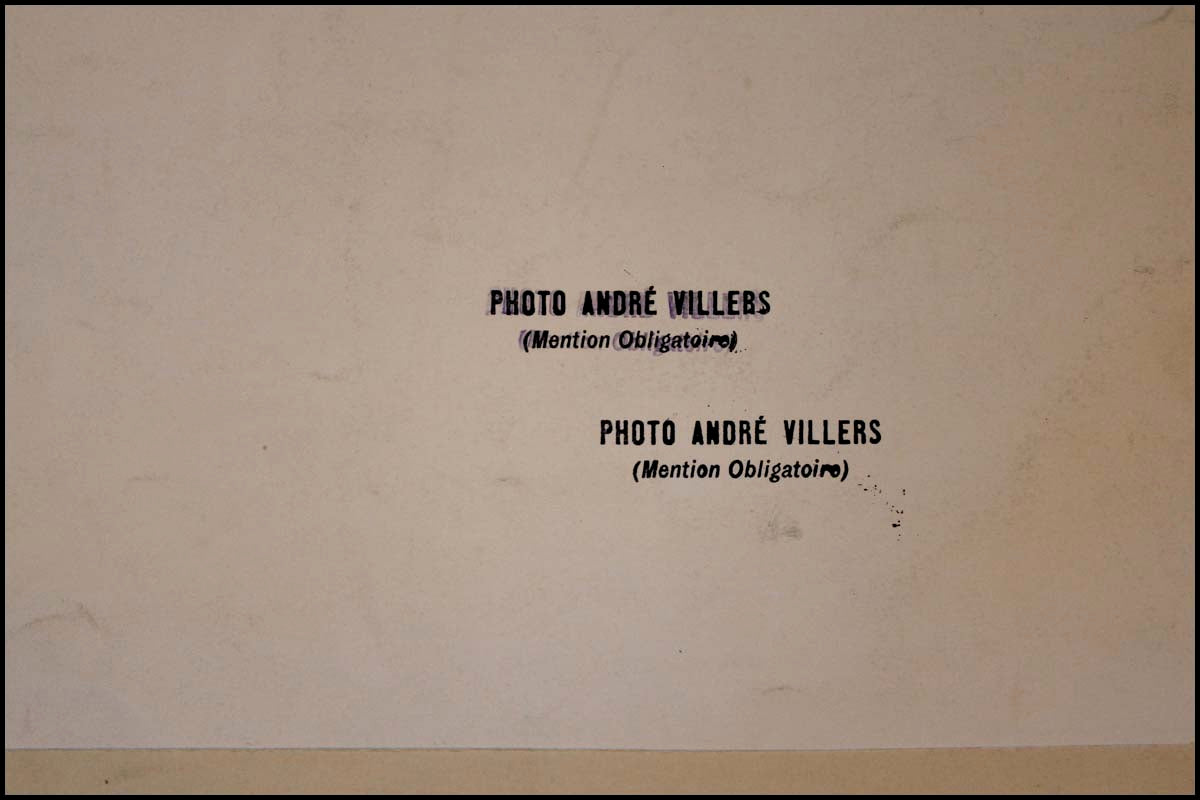 PHOTO ANDRÉ VILLERS
(Mention Obligatoire)
PHOTO ANDRÉ VILLERS
(Mention Obligatoire)